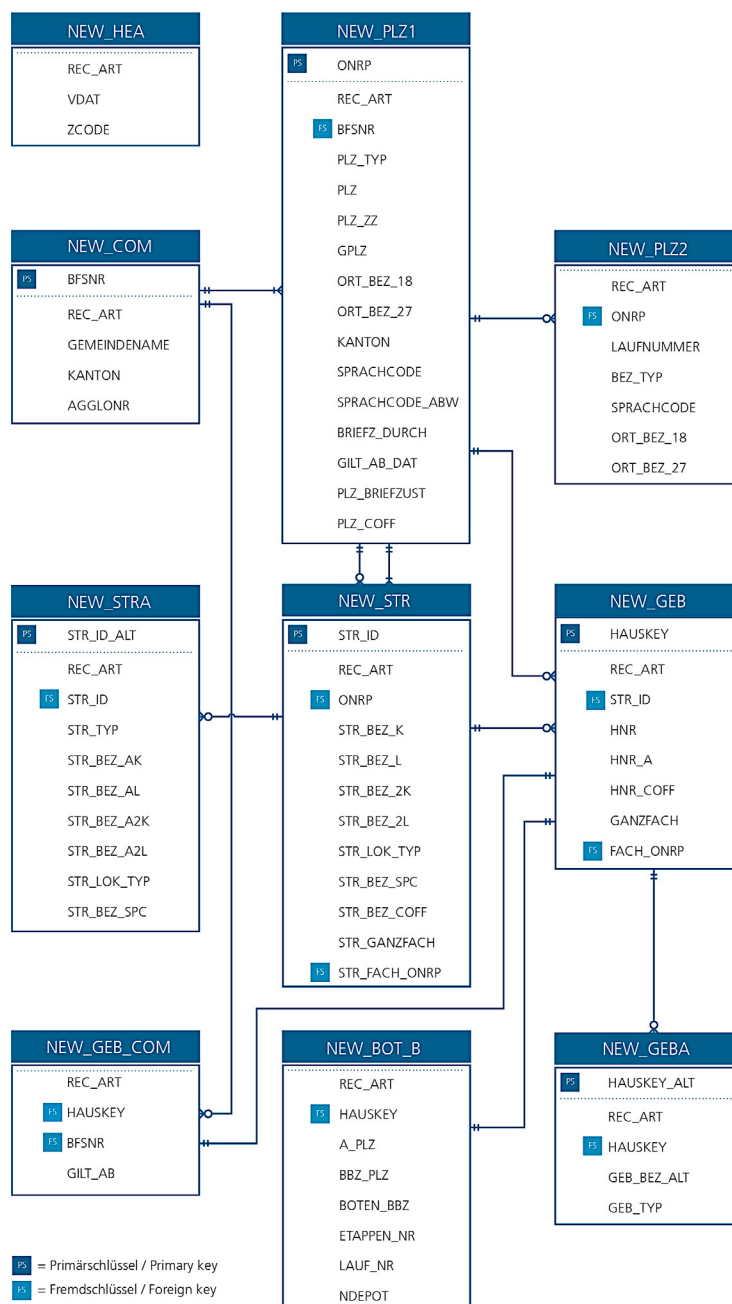 NEW_HEA
REC_ART
VDAT
ZCODE
NEW_PLZ1
PS ONRP
REC_ART
FS BFSNR
PLZ_TYP
PLZ
PLZ_ZZ
GPLZ
ORT_BEZ_18
ORT_BEZ_27
KANTON
SPRACHCODE
SPRACHCODE_ABW
BRIEFZ_DURCH
GILT_AB_DAT
PLZ_BRIEFZUST
PLZ_COFF
NEW_COM
PS BFSNR
REC_ART
GEMEINDENAME
KANTON
AGGLONR
NEW_PLZ2
REC_ART
FS ONRP
LAUFNUMMER
BEZ_TYP
SPRACHCODE
ORT_BEZ_18
ORT_BEZ_27
NEW_STRA
PS STR_ID_ALT
REC_ART
FS STR_ID
STR_TYP
STR_BEZ_AK
STR_BEZ_AL
STR_BEZ_A2K
STR_BEZ_A2L
STR_LOK_TYP
STR_BEZ_SPC
NEW_STR
PS STR_ID
REC_ART
FS ONRP
STR_BEZ_K
STR_BEZ_L
STR_BEZ_2K
STR_BEZ_2L
STR_LOK_TYP
STR_BEZ_SPC
STR_BEZ_COFF
STR_GANZFACH
FS STR_FACH_ONRP
NEW_GEB
PS HAUSKEY
REC_ART
FS STR_ID
HNR
HNR_A
HNR_COFF
GANZFACH
FS FACH_ONRP
NEW_GEB_COM
REC_ART
FS HAUSKEY
FS BFSNR
GILT_AB
NEW_BOT_B
REC_ART
FS HAUSKEY
A_PLZ
BBZ_PLZ
BOTEN_BBZ
ETAPPEN_NR
LAUF_NR
NDEPOT
NEW_GEBA
PS HAUSKEY_ALT
REC_ART
FS HAUSKEY
GEB_BEZ_ALT
GEB_TYP
PS = Primärschlüssel / Primary key
FS = Fremdschlüssel / Foreign key